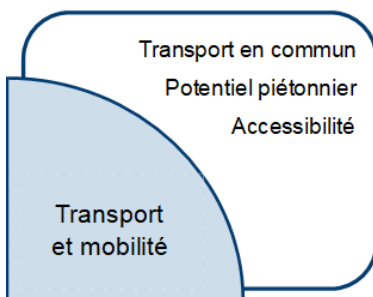 Transport en commun
Potentiel piétonnier
Accessibilité
Transport
et mobilité